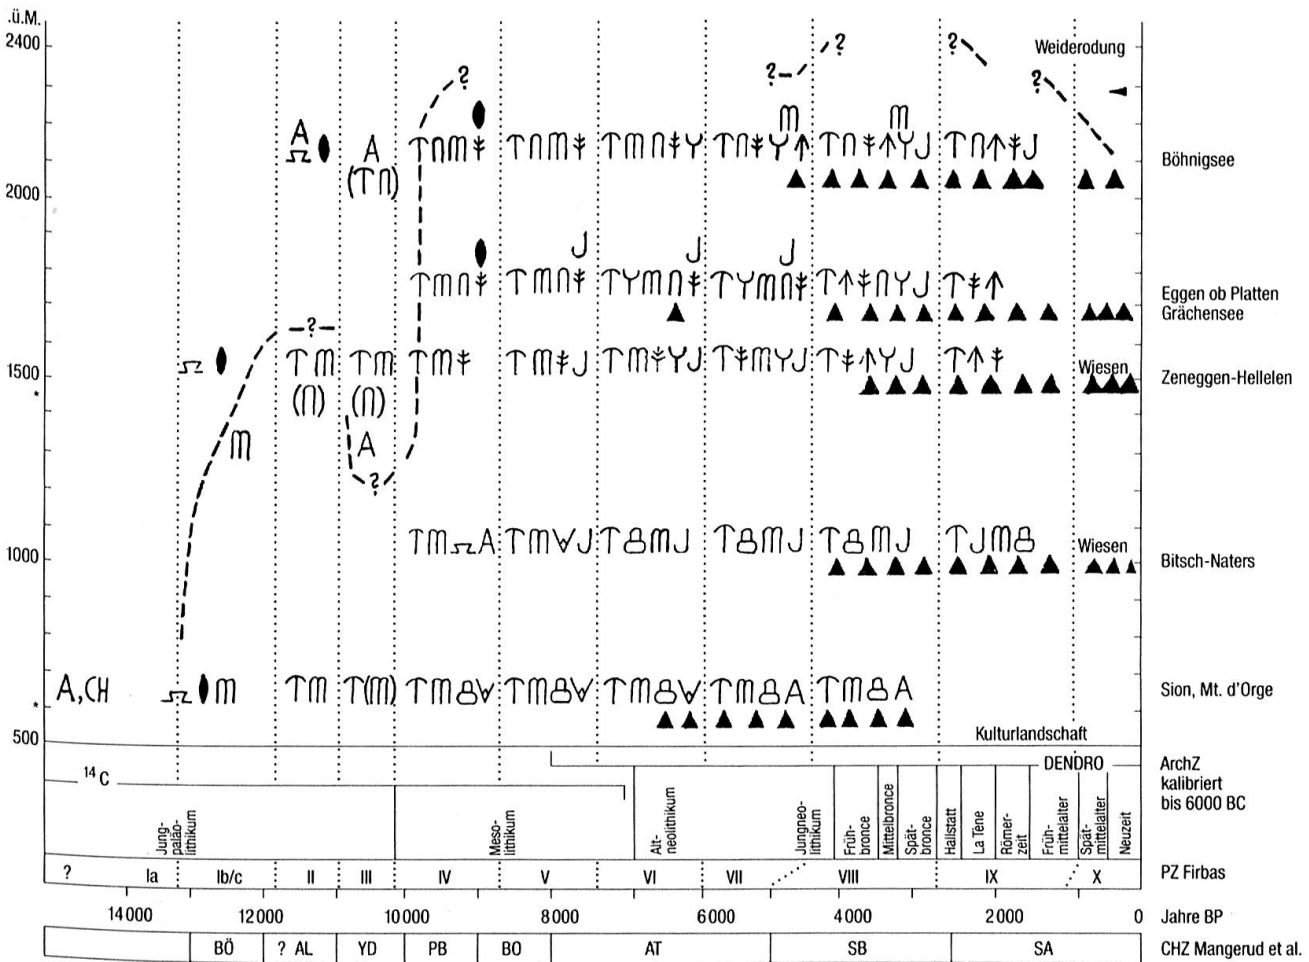 .ü.M.
2400
Weiderodung
?
?
?
?
?
Böhnigsee
2000
Eggen ob Platten
Grächensee
?
1500
Wiesen
Zeneggen-Hellelen
?
1000
Wiesen
Bitsch-Naters
A, CH
Sion, Mt. d'Orge
500
Kulturlandschaft
DENDRO
ArchZ
kalibriert
bis 6000 BC
14 C
Jung-
paläo-
lithikum
Meso-
lithikum
Alt-
neolithikum
Jungneo-
lithikum
Früh-
bronce
Mittelbronce
Spät-
bronce
Hallstatt
La Tène
Römer-
zeit
Früh-
mittelalter
Spät-
mittelalter
Neuzeit
? Ia Ib/c II III IV V VI VII VIII IX X PZ Firbas
14000 12000 10000 8000 6000 4000 2000 0 Jahre BP
BÖ ? AL YD PB BO AT SB SA CHZ Mangerud et al.